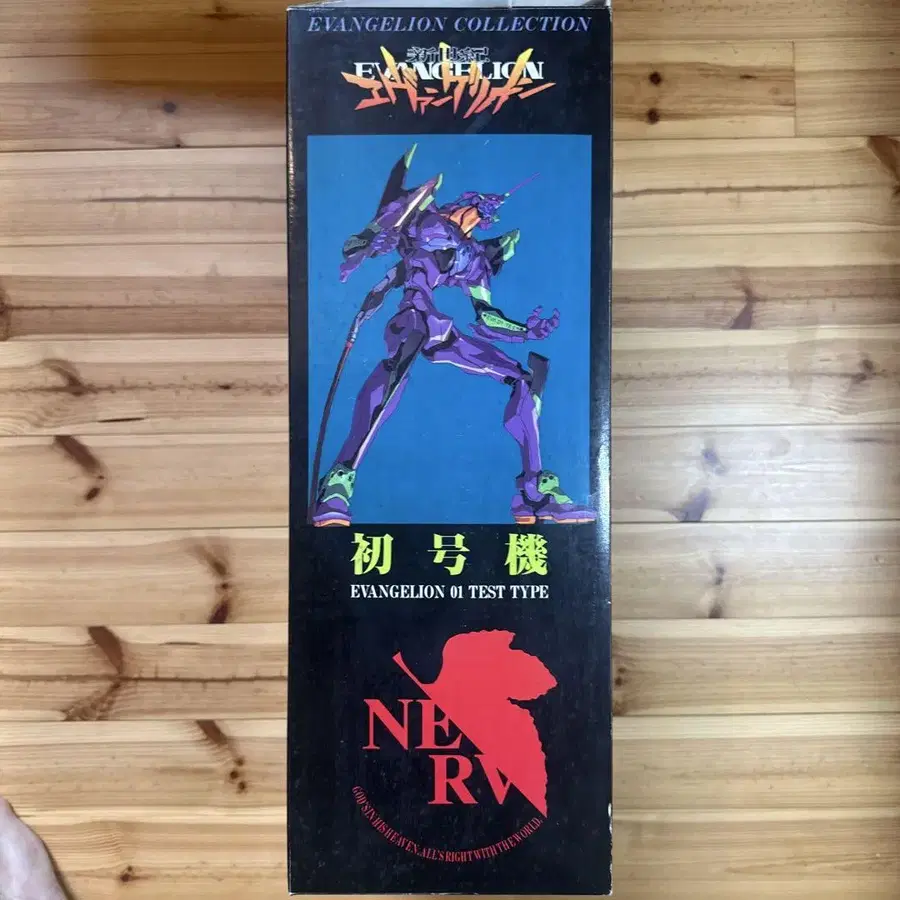 EVANGELION COLLECTION
新世紀
EVANGELION
エヴァンゲリオン
初号機
EVANGELION 01 TEST TYPE
NERV
GOD'S IN HIS HEAVEN. ALL'S RIGHT WITH THE WORLD.